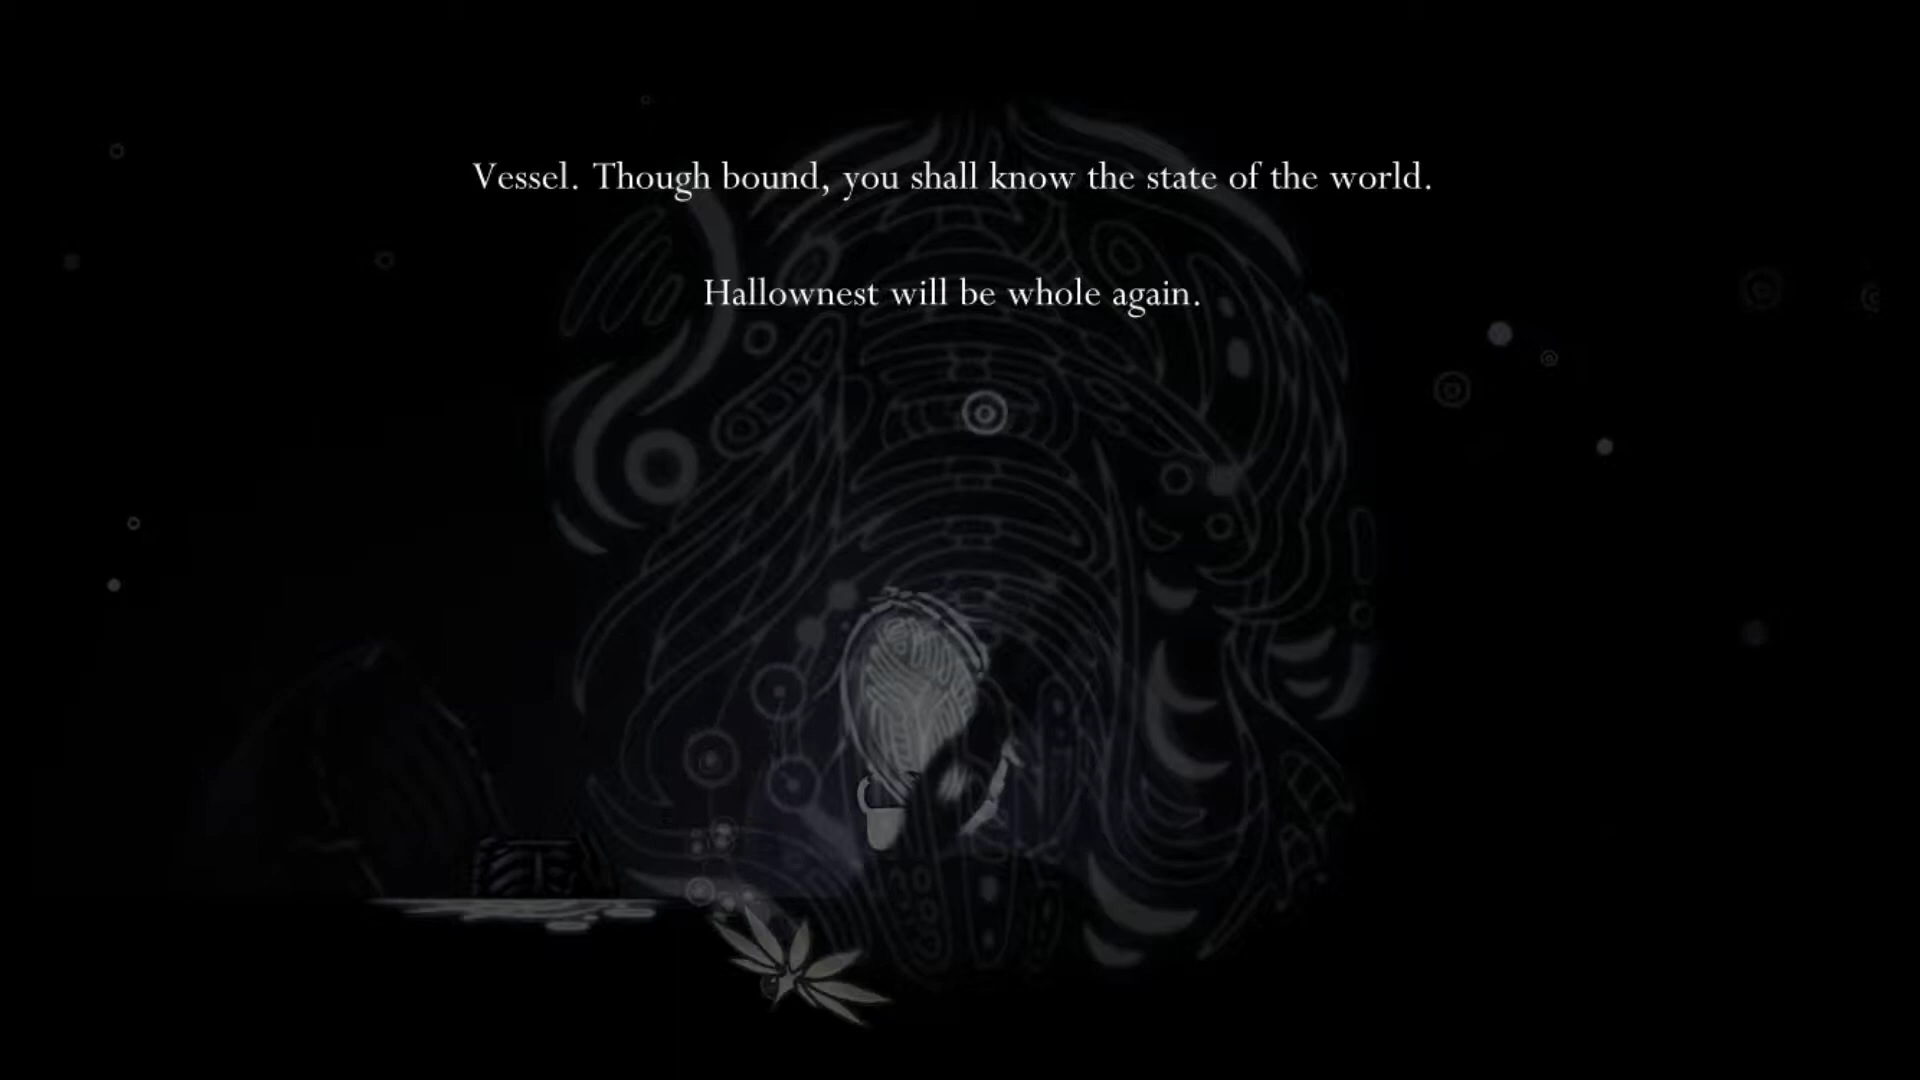 Vessel. Though bound, you shall know the state of the world.
Hallownest will be whole again.